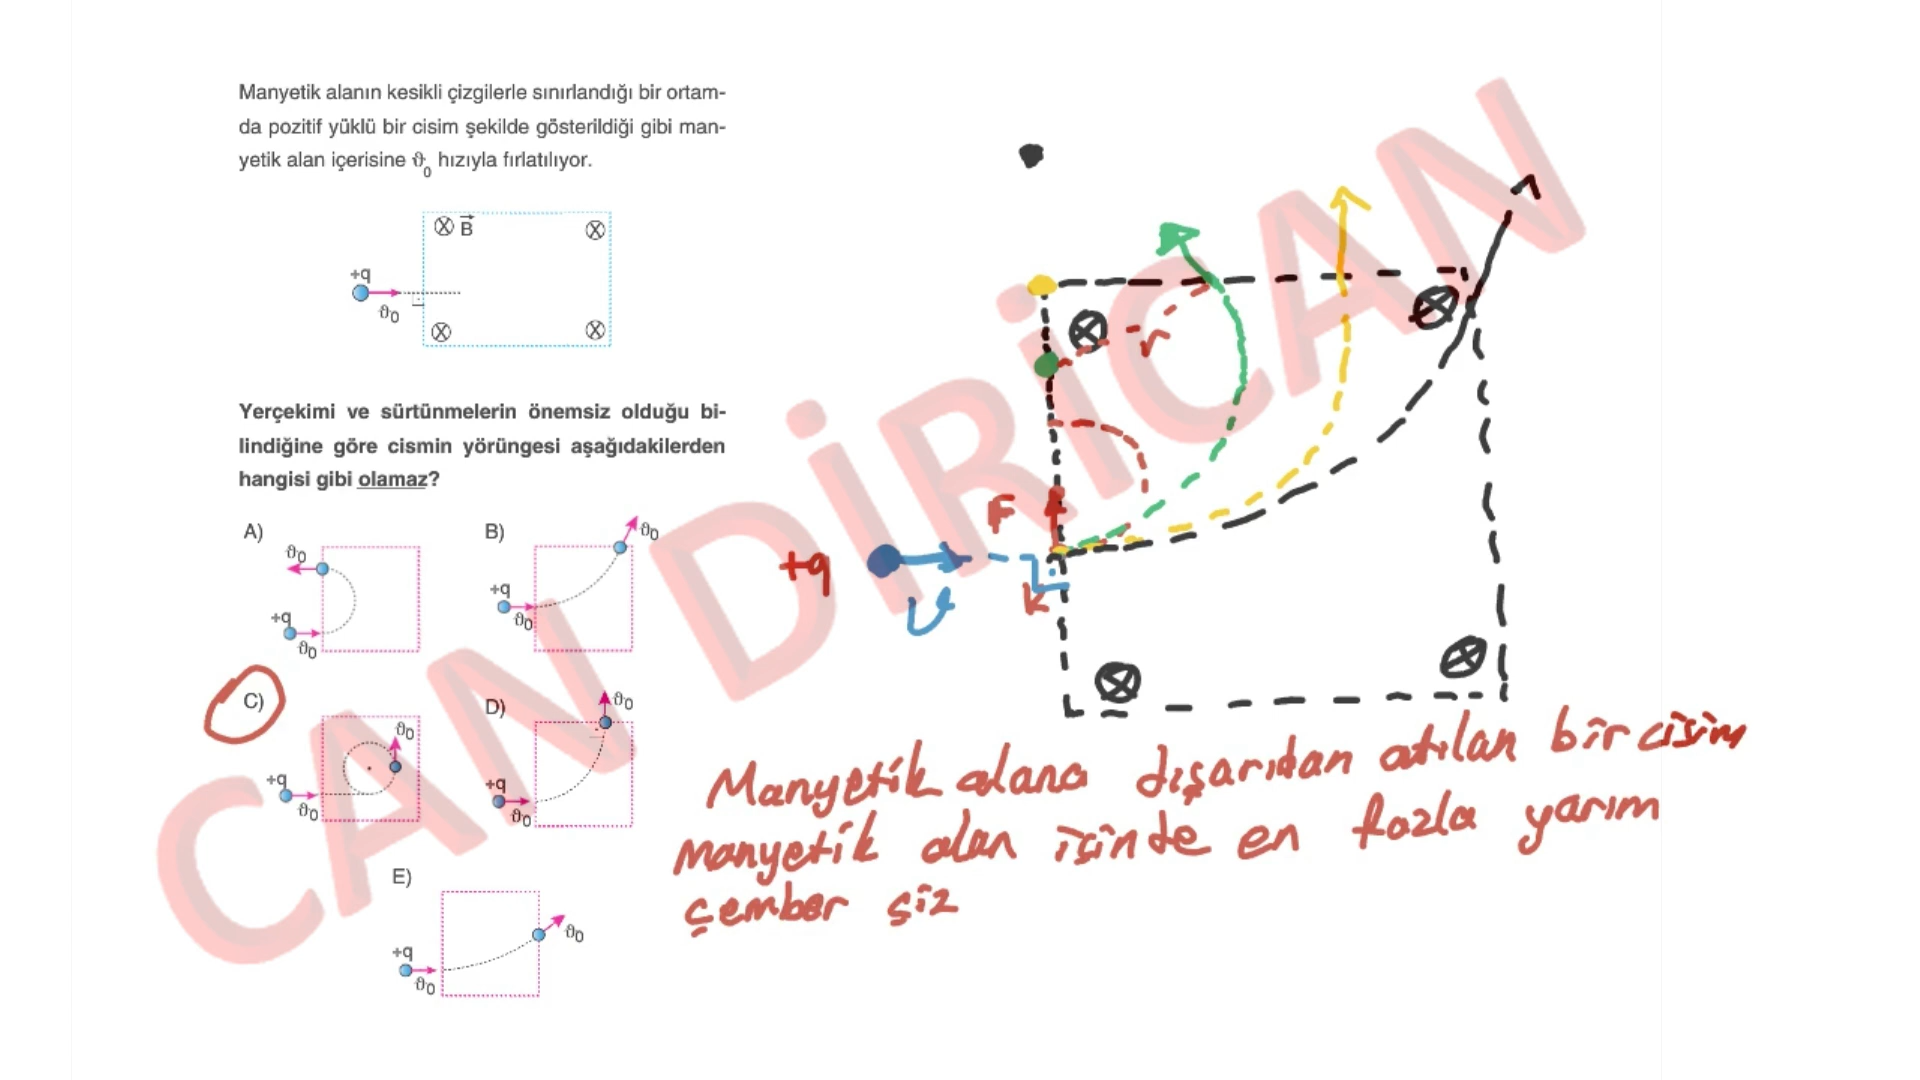 Manyetik alanın kesikli çizgilerle sınırlandığı bir ortam-
da pozitif yüklü bir cisim şekilde gösterildiği gibi man-
yetik alan içerisine ϑ0 hızıyla fırlatılıyor.
⊗ B⃗ ⊗
+q
ϑ0
⊗ ⊗
Yerçekimi ve sürtünmelerin önemsiz olduğu bi-
lindiğine göre cismin yörüngesi aşağıdakilerden
hangisi gibi olamaz?
A)
ϑ0
+q
ϑ0
B)
ϑ0
+q
ϑ0
C)
ϑ0
+q
ϑ0
D)
ϑ0
+q
ϑ0
E)
ϑ0
+q
ϑ0
⊗ r ⊗
F
+q
V
K
⊗ ⊗
Manyetik alana dışarıdan atılan bir cisim
manyetik alan içinde en fazla yarım
çember çiz
CAN DİRİCAN